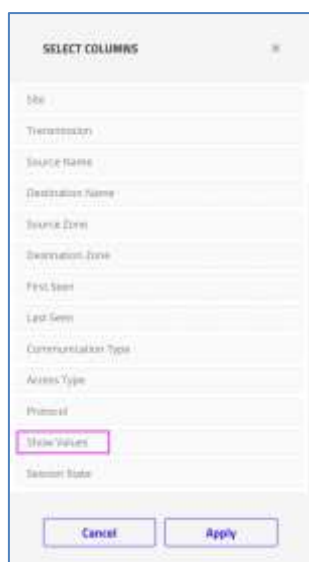 SELECT COLUMNS
Site
Transmission
Source Name
Destination Name
Source Zone
Destination Zone
First Seen
Last Seen
Communication Type
Access Type
Protocol
Show Values
Session State
Cancel
Apply